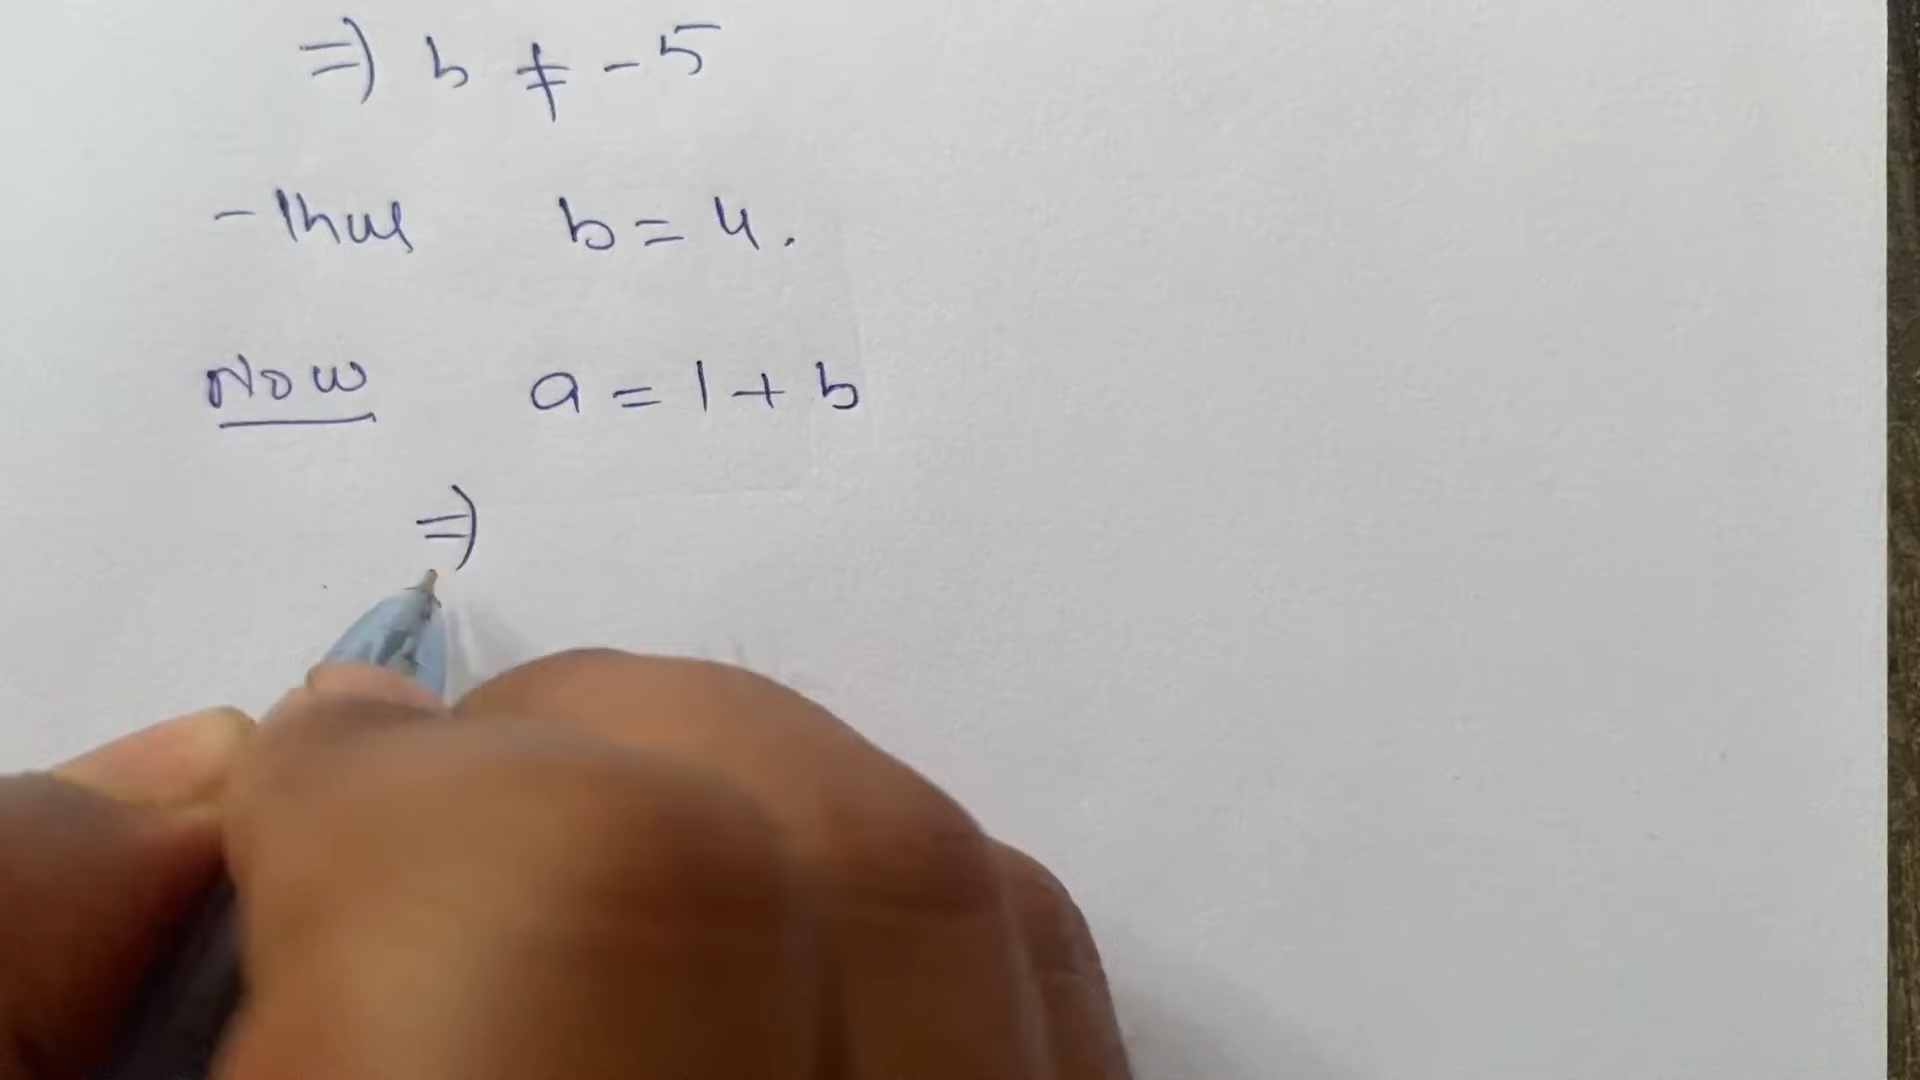 ⇒ b ≠ -5
Thus b = 4.
Now a = 1 + b
⇒